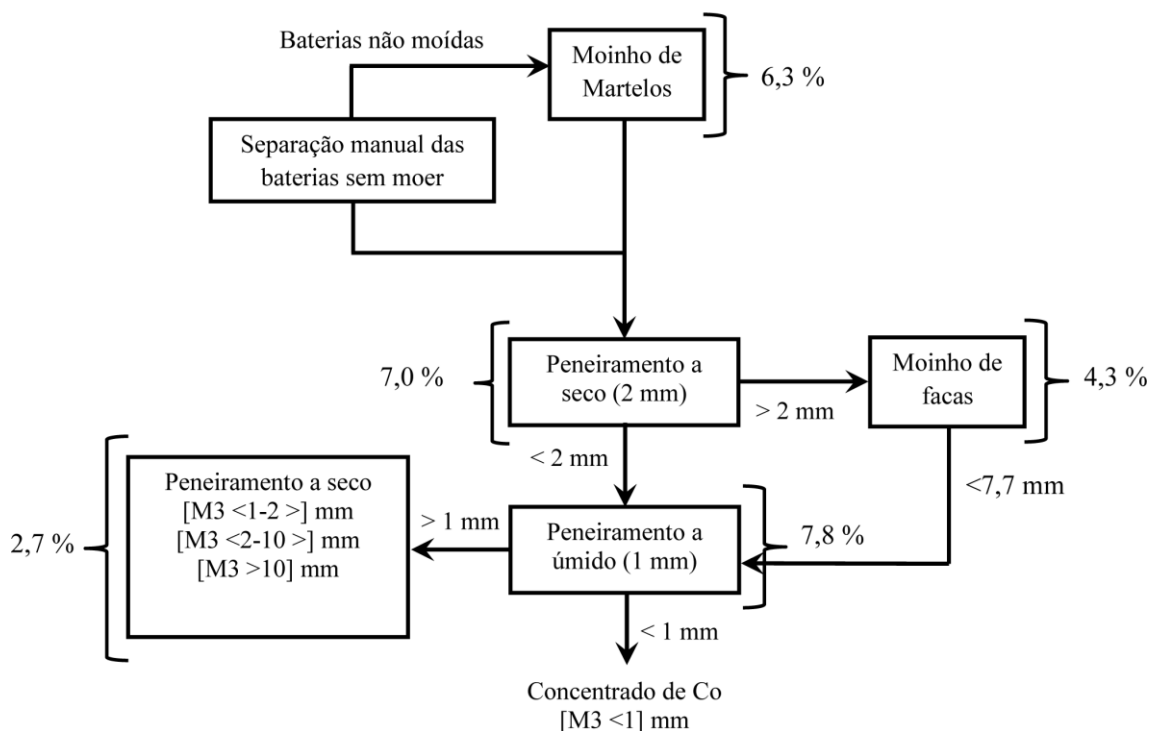 Baterias não moídas
Moinho de
Martelos
6,3 %
Separação manual das
baterias sem moer
7,0 %
Peneiramento a
seco (2 mm)
> 2 mm
Moinho de
facas
4,3 %
< 2 mm
<7,7 mm
2,7 %
Peneiramento a seco
[M3 <1-2 >] mm
[M3 <2-10 >] mm
[M3 >10] mm
> 1 mm
Peneiramento a
úmido (1 mm)
7,8 %
< 1 mm
Concentrado de Co
[M3 <1] mm